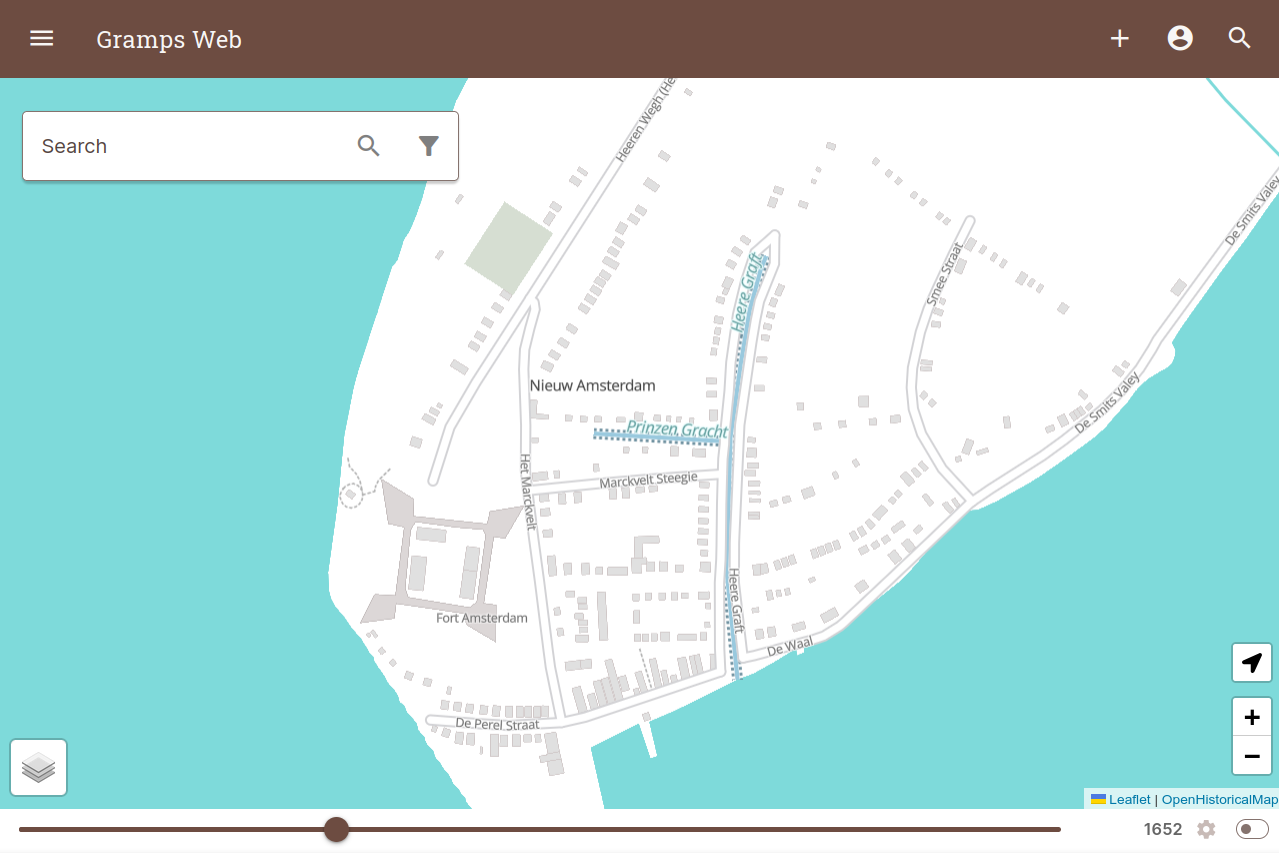 Gramps Web
Search
Heeren Wegh (He
De Smits Valey
Smee Straat
Heere Graft
Nieuw Amsterdam
De Smits Valey
Prinzen Gracht
Het Marckvelt
Marckvelt Steegie
Heere Graft
Fort Amsterdam
De Waal
De Perel Straat
Leaflet | OpenHistoricalMap
1652